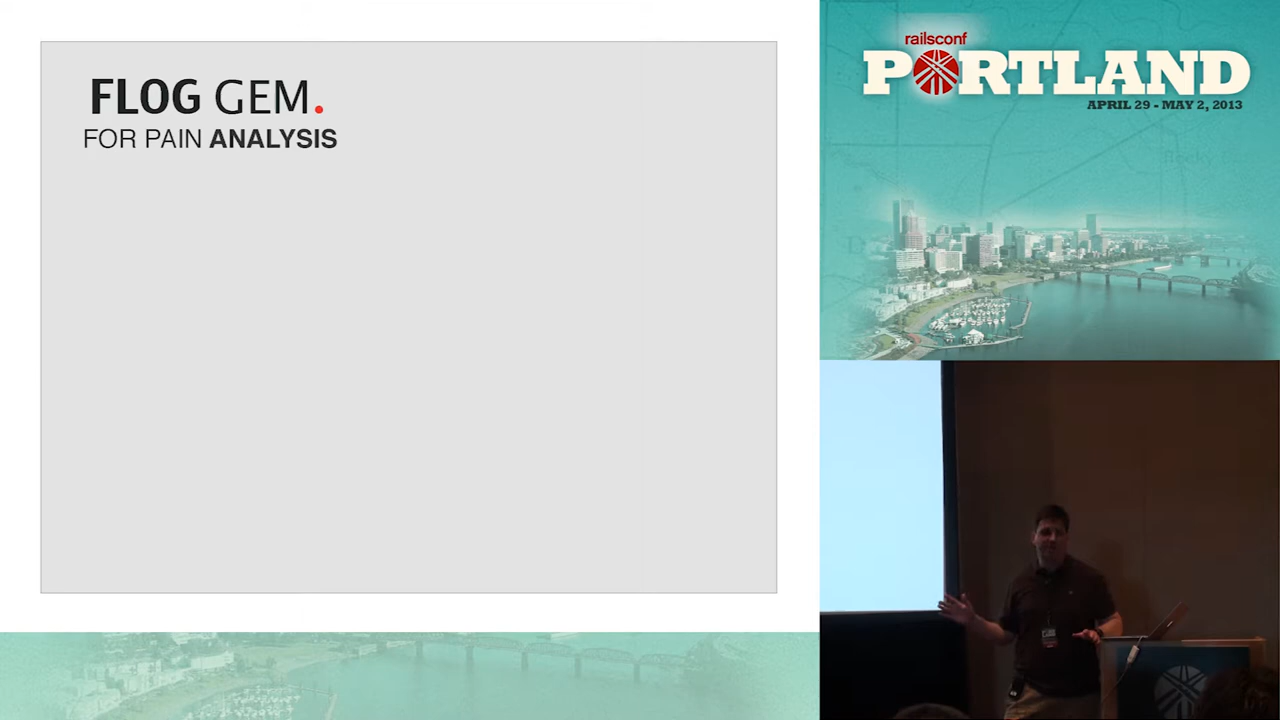 FLOG GEM.
FOR PAIN ANALYSIS
railsconf
PORTLAND
APRIL 29 - MAY 2, 2013